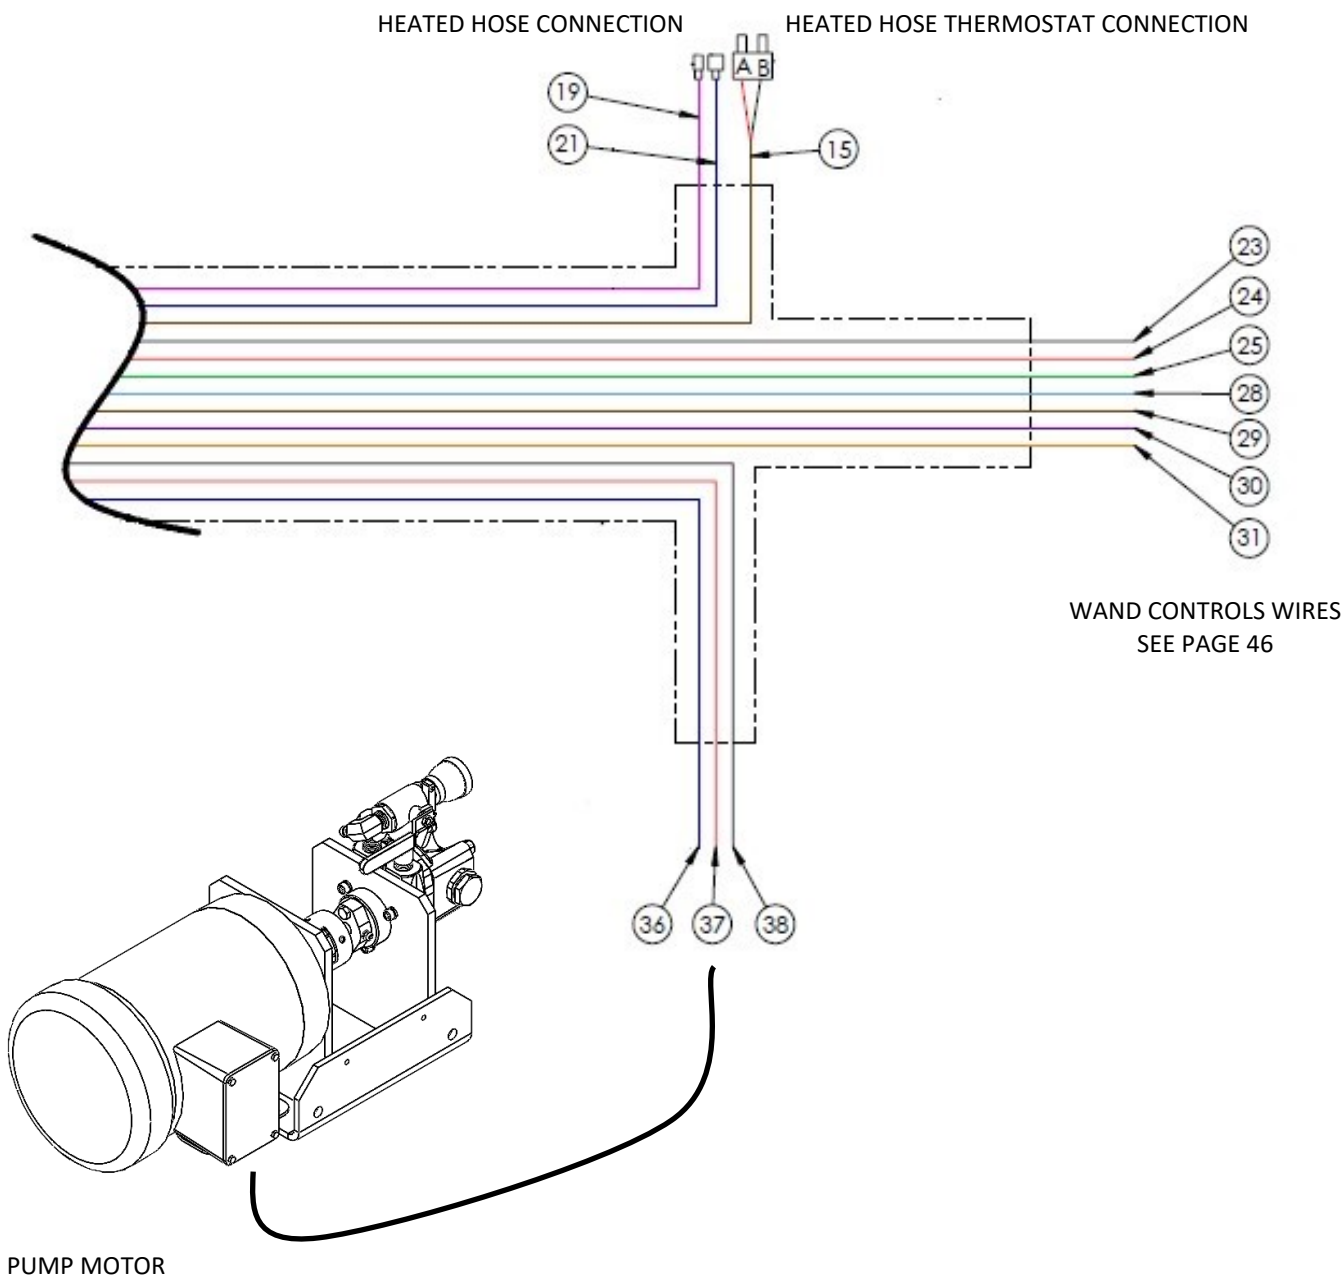 HEATED HOSE CONNECTION
HEATED HOSE THERMOSTAT CONNECTION
A B
19
21
15
23
24
25
28
29
30
31
WAND CONTROLS WIRES
SEE PAGE 46
36 37 38
PUMP MOTOR